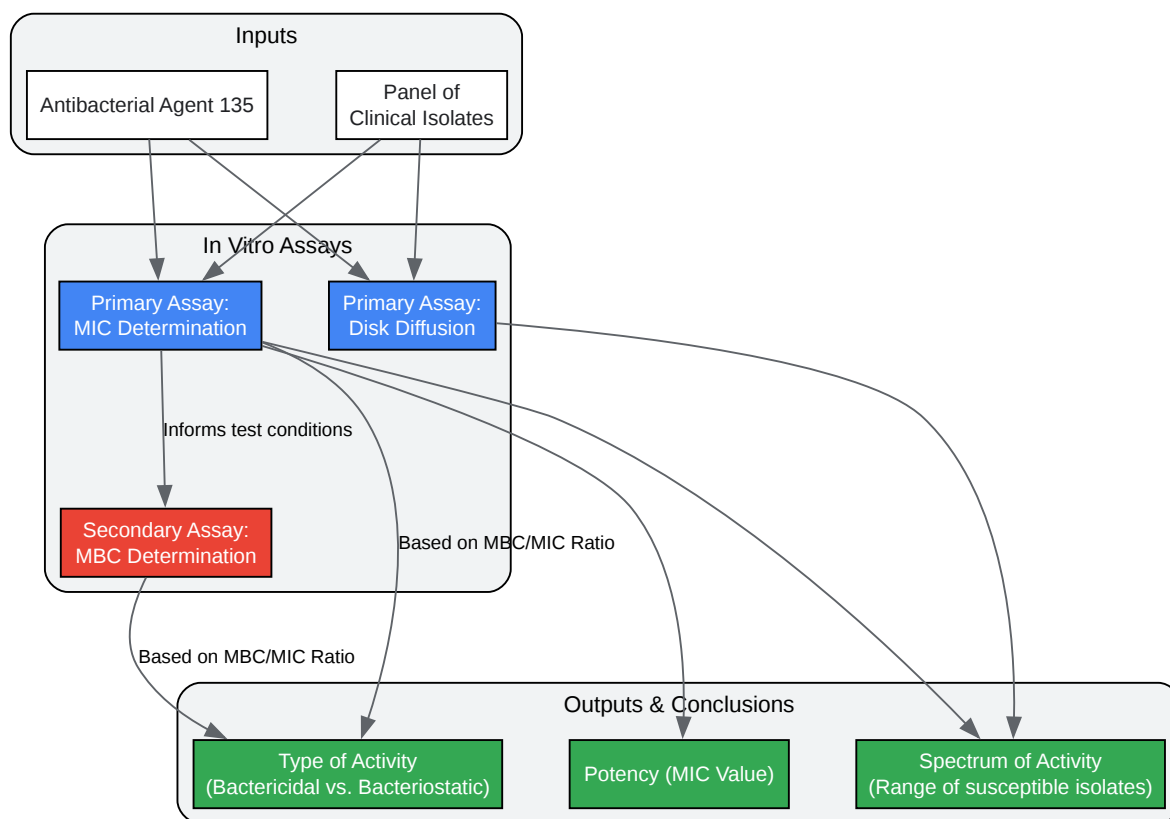 Inputs
Antibacterial Agent 135
Panel of
Clinical Isolates
In Vitro Assays
Primary Assay:
MIC Determination
Primary Assay:
Disk Diffusion
Informs test conditions
Secondary Assay:
MBC Determination
Based on MBC/MIC Ratio
Based on MBC/MIC Ratio
Outputs & Conclusions
Type of Activity
(Bactericidal vs. Bacteriostatic)
Potency (MIC Value)
Spectrum of Activity
(Range of susceptible isolates)